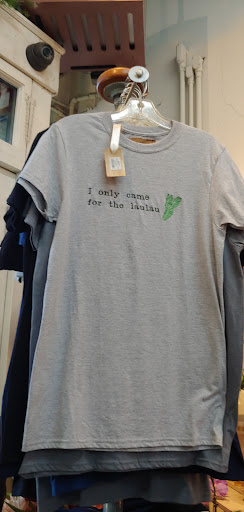 I only came
for the laulau